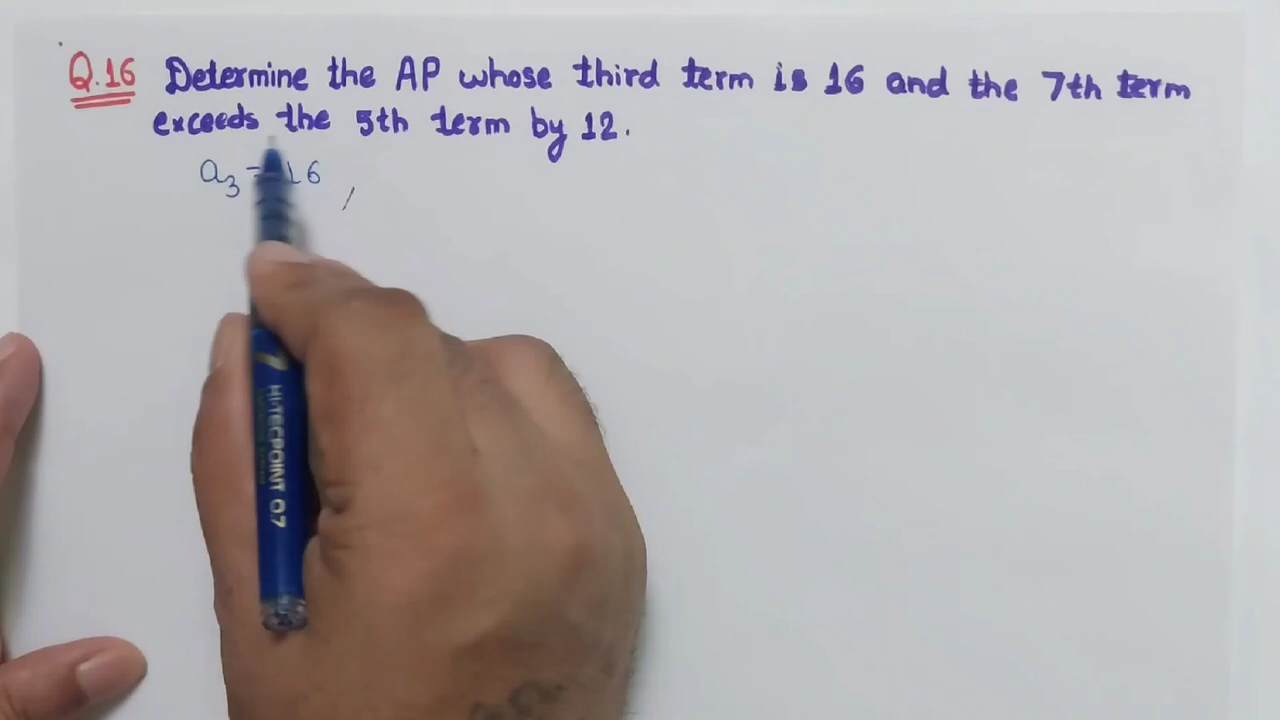 Q.16 Determine the AP whose third term is 16 and the 7th term
exceeds the 5th term by 12.
a₃ = 16 ,
HI-TECPOINT 0.7